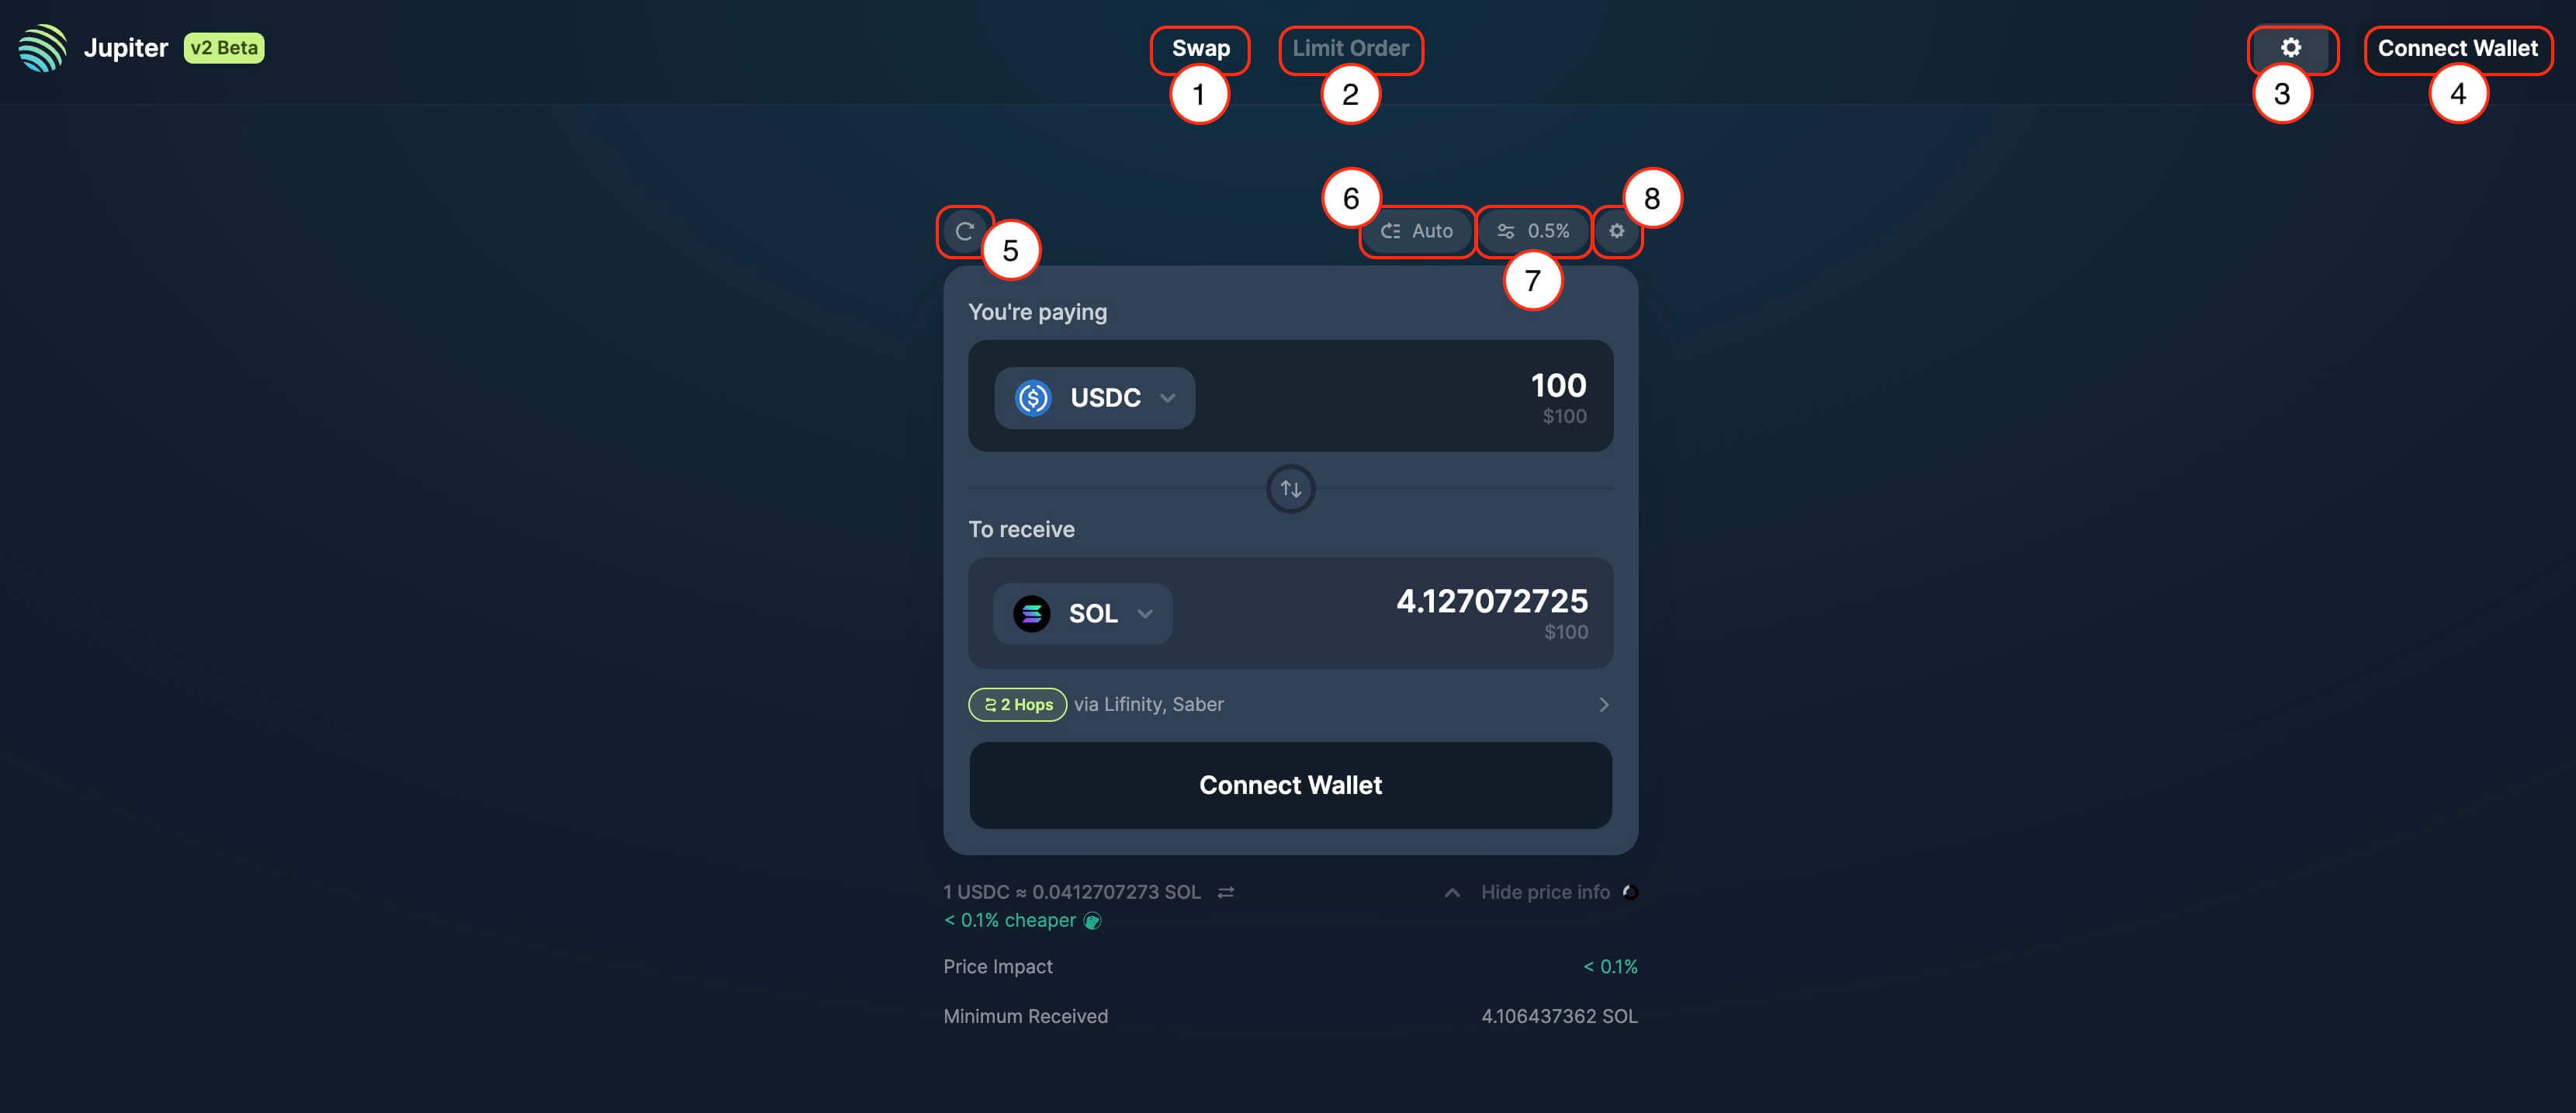 Jupiter v2 Beta
Swap
Limit Order
Connect Wallet
1
2
3
4
6
8
5
Auto
0.5%
7
You're paying
USDC
100
$100
To receive
SOL
4.127072725
$100
2 Hops via Lifinity, Saber
Connect Wallet
1 USDC ≈ 0.0412707273 SOL
Hide price info
< 0.1% cheaper
Price Impact
< 0.1%
Minimum Received
4.106437362 SOL